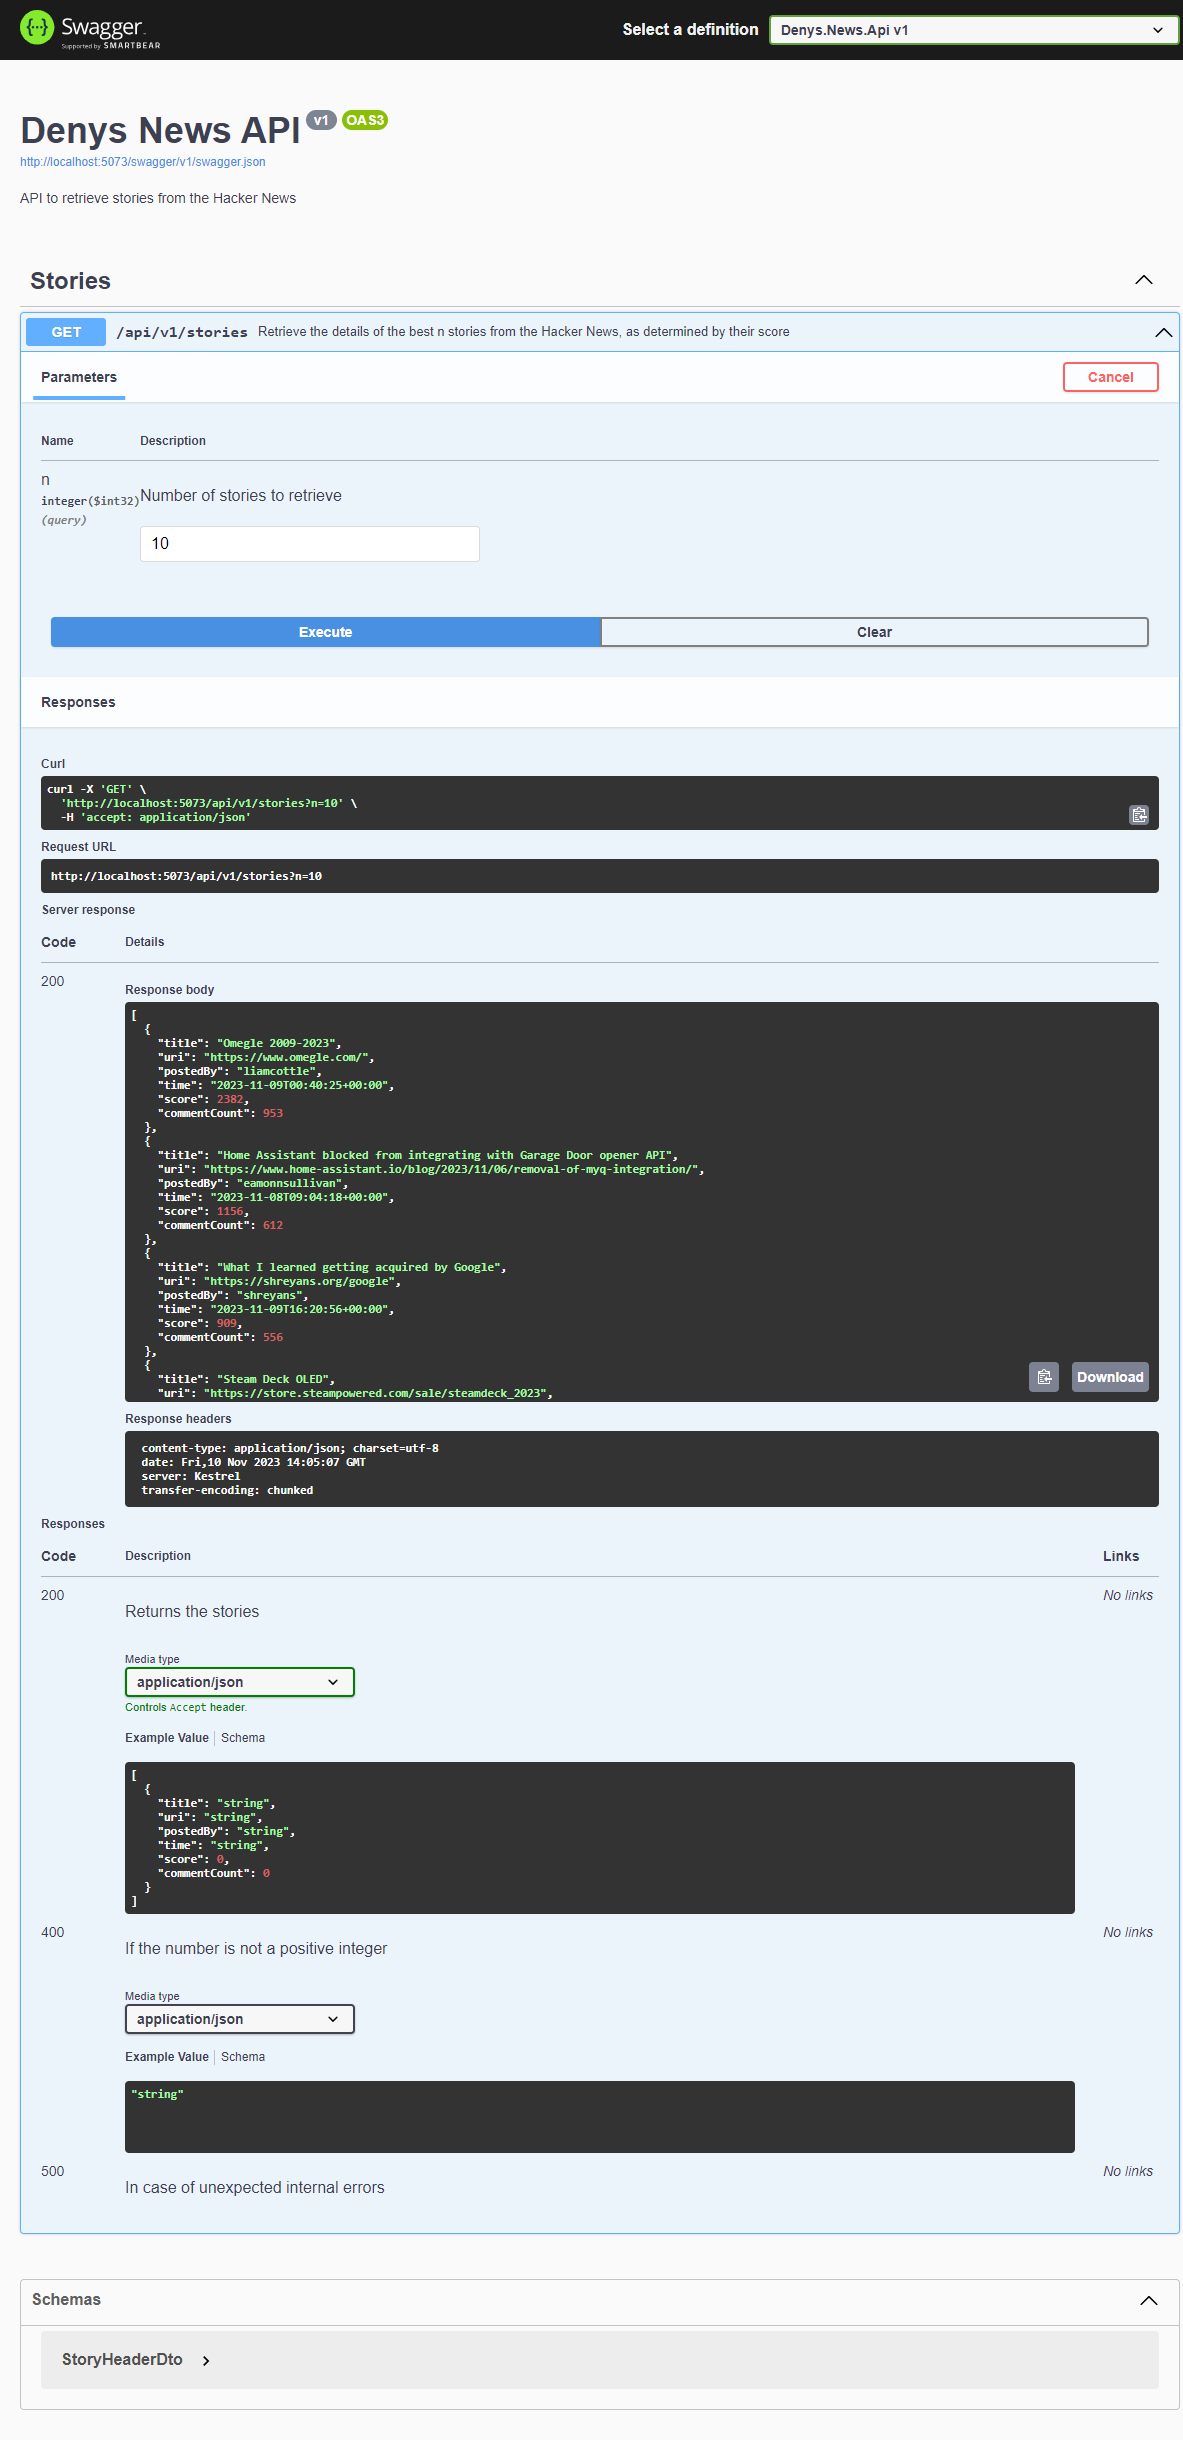 Swagger.
Supported by SMARTBEAR
Select a definition
Denys.News.Api v1
Denys News API v1 OAS3
http://localhost:5073/swagger/v1/swagger.json
API to retrieve stories from the Hacker News
Stories
GET /api/v1/stories Retrieve the details of the best n stories from the Hacker News, as determined by their score
Parameters
Cancel
Name Description
n
integer($int32)
(query)
Number of stories to retrieve
10
Execute Clear
Responses
Curl
curl -X 'GET' \
  'http://localhost:5073/api/v1/stories?n=10' \
  -H 'accept: application/json'
Request URL
http://localhost:5073/api/v1/stories?n=10
Server response
Code Details
200
Response body
[
  {
    "title": "Omegle 2009-2023",
    "uri": "https://www.omegle.com/",
    "postedBy": "liamcottle",
    "time": "2023-11-09T00:40:25+00:00",
    "score": 2382,
    "commentCount": 953
  },
  {
    "title": "Home Assistant blocked from integrating with Garage Door opener API",
    "uri": "https://www.home-assistant.io/blog/2023/11/06/removal-of-myq-integration/",
    "postedBy": "eamonnsullivan",
    "time": "2023-11-08T09:04:18+00:00",
    "score": 1156,
    "commentCount": 612
  },
  {
    "title": "What I learned getting acquired by Google",
    "uri": "https://shreyans.org/google",
    "postedBy": "shreyans",
    "time": "2023-11-09T16:20:56+00:00",
    "score": 909,
    "commentCount": 556
  },
  {
    "title": "Steam Deck OLED",
    "uri": "https://store.steampowered.com/sale/steamdeck_2023",
Download
Response headers
content-type: application/json; charset=utf-8
date: Fri,10 Nov 2023 14:05:07 GMT
server: Kestrel
transfer-encoding: chunked
Responses
Code Description Links
200
Returns the stories
No links
Media type
application/json
Controls Accept header.
Example Value Schema
[
  {
    "title": "string",
    "uri": "string",
    "postedBy": "string",
    "time": "string",
    "score": 0,
    "commentCount": 0
  }
]
400
If the number is not a positive integer
No links
Media type
application/json
Example Value Schema
"string"
500
In case of unexpected internal errors
No links
Schemas
StoryHeaderDto